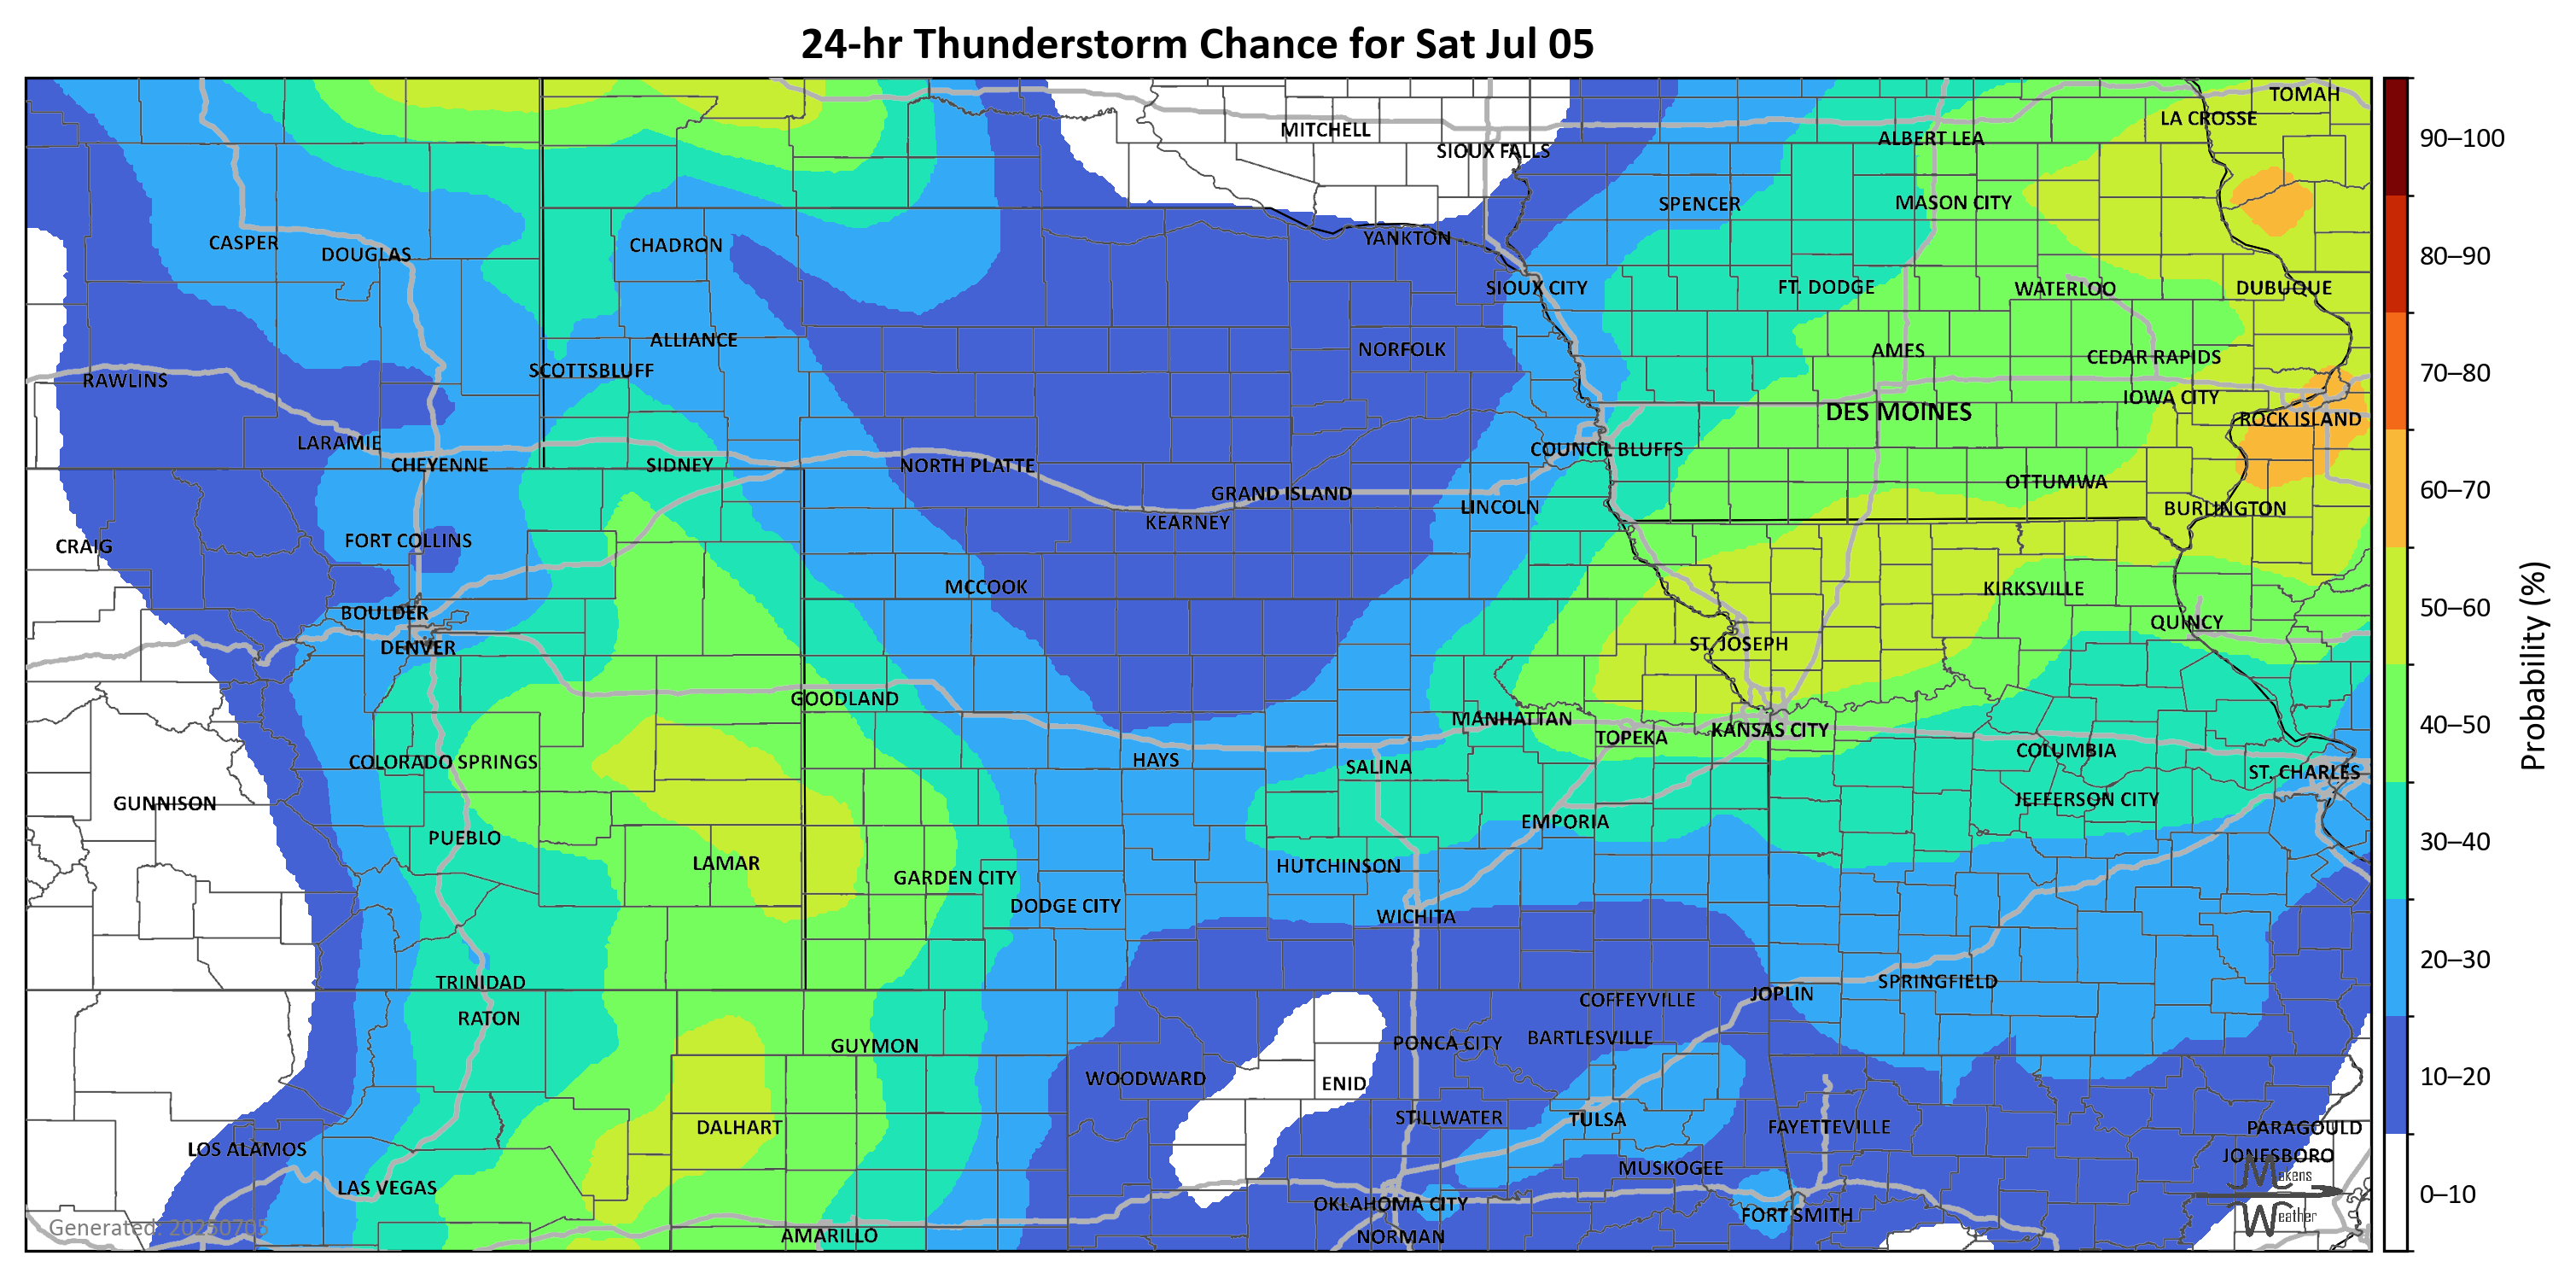 24-hr Thunderstorm Chance for Sat Jul 05
TOMAH
LA CROSSE
MITCHELL
ALBERT LEA
SIOUX FALLS
SPENCER
MASON CITY
CASPER
DOUGLAS
CHADRON
YANKTON
SIOUX CITY
FT. DODGE
WATERLOO
DUBUQUE
ALLIANCE
NORFOLK
AMES
CEDAR RAPIDS
RAWLINS
SCOTTSBLUFF
IOWA CITY
DES MOINES
ROCK ISLAND
LARAMIE
COUNCIL BLUFFS
CHEYENNE
SIDNEY
NORTH PLATTE
OTTUMWA
GRAND ISLAND
LINCOLN
BURLINGTON
KEARNEY
CRAIG
FORT COLLINS
MCCOOK
KIRKSVILLE
BOULDER
QUINCY
DENVER
ST. JOSEPH
GOODLAND
MANHATTAN
TOPEKA
KANSAS CITY
COLUMBIA
COLORADO SPRINGS
HAYS
SALINA
ST. CHARLES
GUNNISON
JEFFERSON CITY
EMPORIA
PUEBLO
LAMAR
HUTCHINSON
GARDEN CITY
DODGE CITY
WICHITA
TRINIDAD
SPRINGFIELD
JOPLIN
COFFEYVILLE
RATON
BARTLESVILLE
GUYMON
PONCA CITY
WOODWARD
ENID
STILLWATER
TULSA
DALHART
FAYETTEVILLE
PARAGOULD
LOS ALAMOS
JONESBORO
MUSKOGEE
LAS VEGAS
OKLAHOMA CITY
FORT SMITH
AMARILLO
NORMAN
Generated: 20250705
Makens
Weather
90–100
80–90
70–80
60–70
50–60
40–50
30–40
20–30
10–20
0–10
Probability (%)